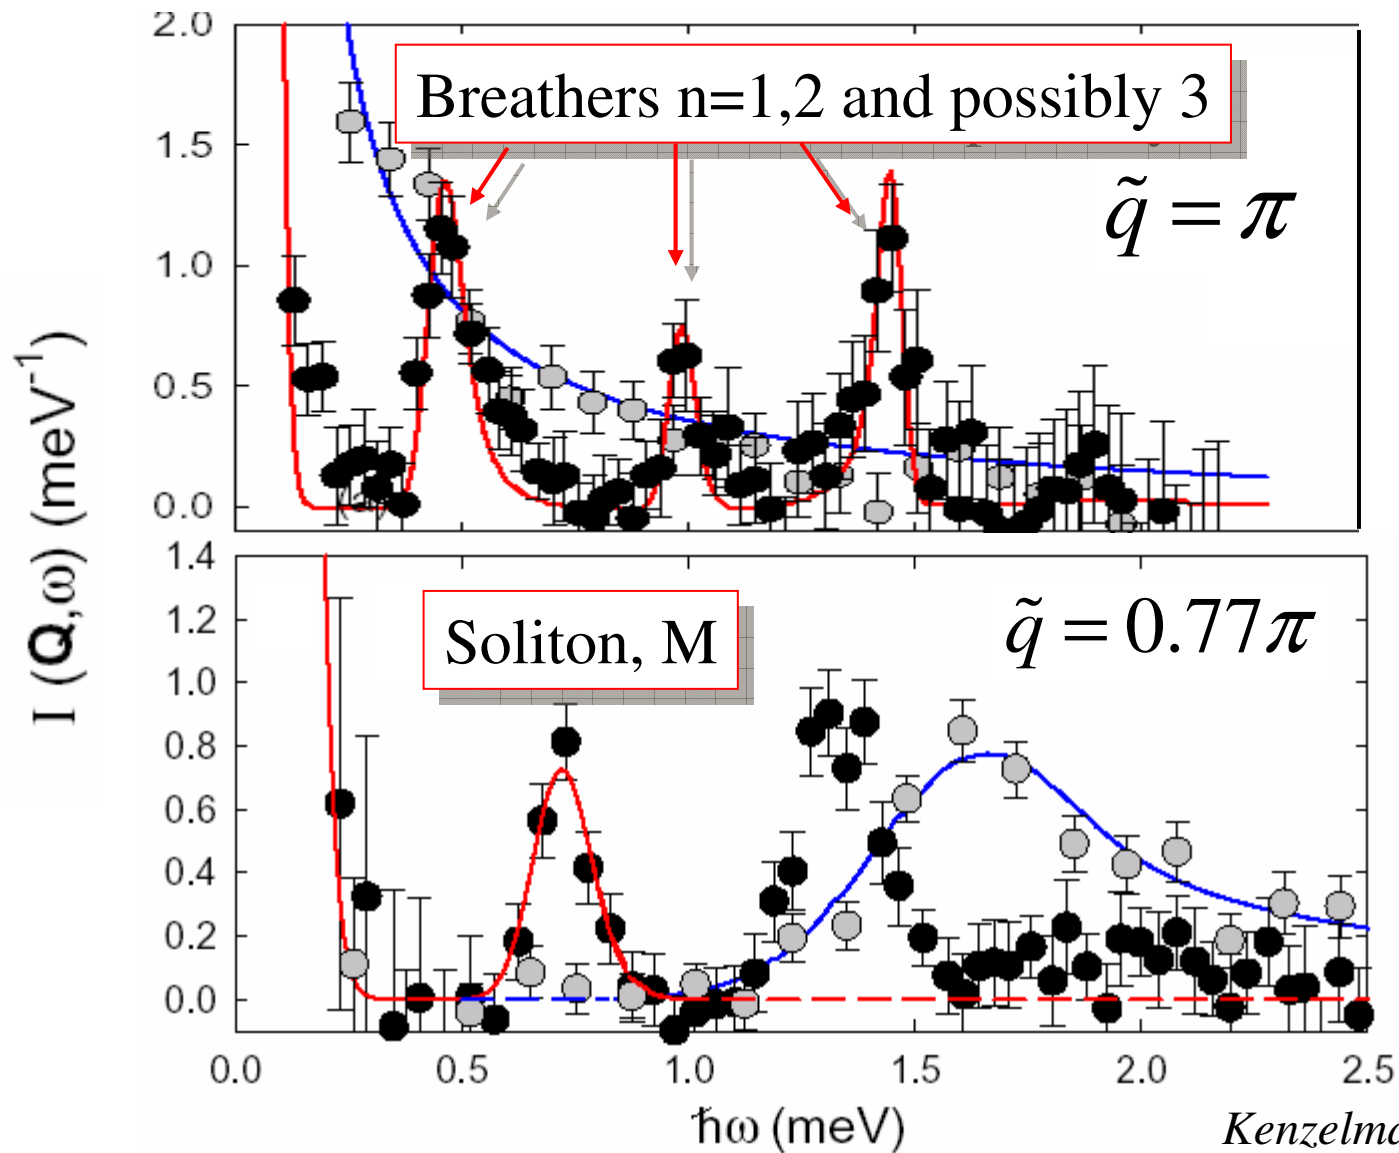 2.0
1.5
1.0
0.5
0.0
Breathers n=1,2 and possibly 3
q̃ = π
I (Q,ω) (meV⁻¹)
1.4
1.2
1.0
0.8
0.6
0.4
0.2
0.0
Soliton, M
q̃ = 0.77π
0.0 0.5 1.0 1.5 2.0 2.5
ħω (meV)
Kenzelma